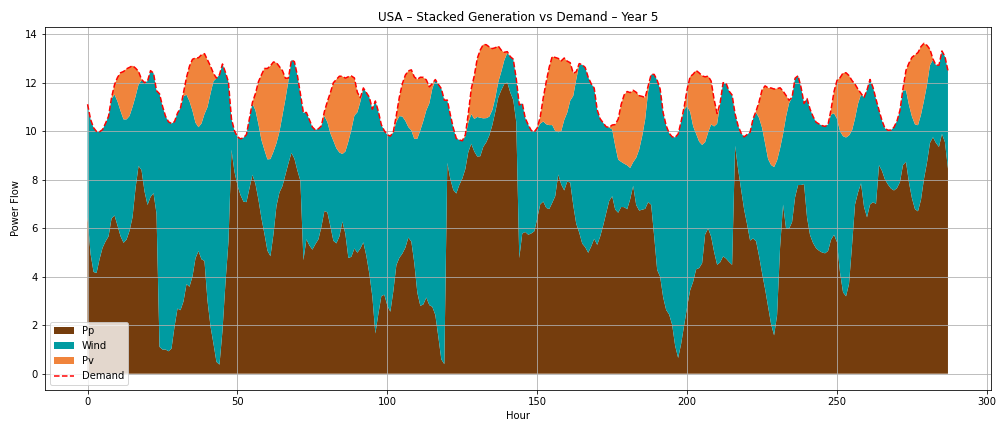 USA – Stacked Generation vs Demand – Year 5
Power Flow
14
12
10
8
6
4
2
0
Pp
Wind
Pv
Demand
0 50 100 150 200 250 300
Hour